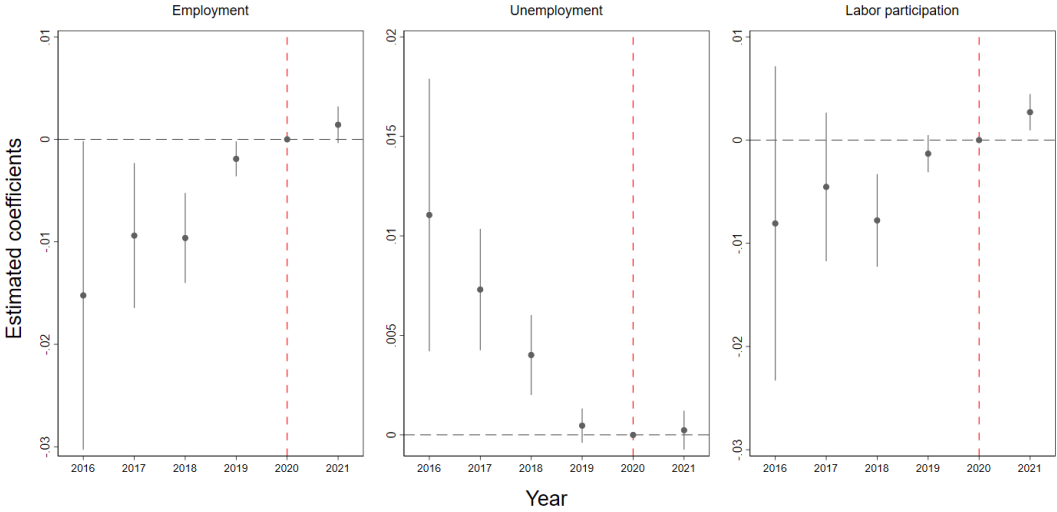 Employment
Unemployment
Labor participation
Estimated coefficients
.01
0
-.01
-.02
-.03
2016 2017 2018 2019 2020 2021
.02
.015
.01
.005
0
2016 2017 2018 2019 2020 2021
.01
0
-.01
-.02
-.03
2016 2017 2018 2019 2020 2021
Year